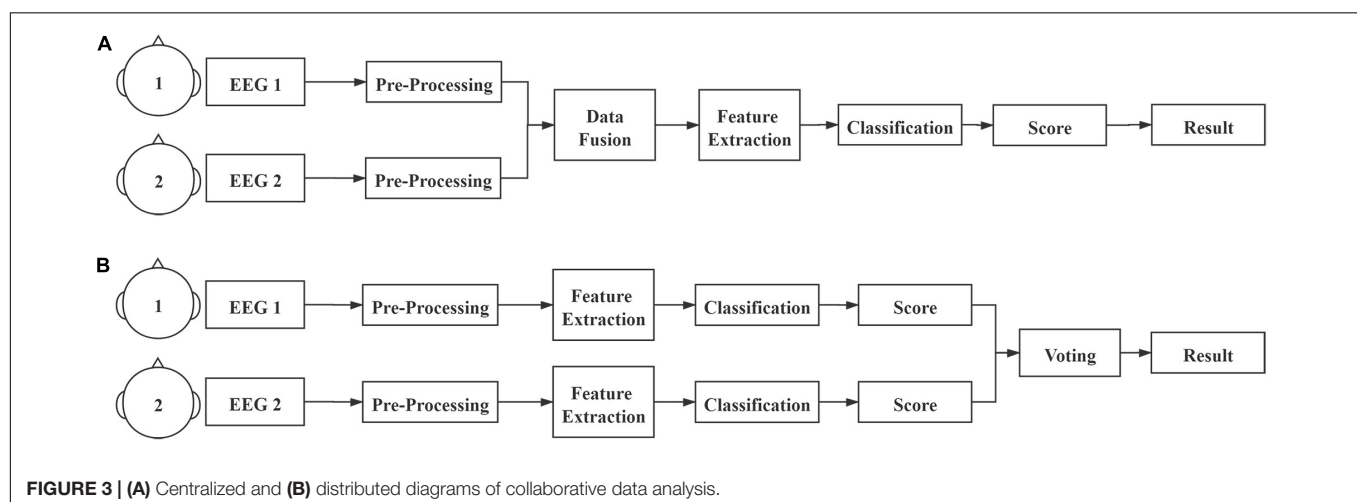 A
1
EEG 1
Pre-Processing
Data
Fusion
Feature
Extraction
Classification
Score
Result
2
EEG 2
Pre-Processing
B
1
EEG 1
Pre-Processing
Feature
Extraction
Classification
Score
Voting
Result
2
EEG 2
Pre-Processing
Feature
Extraction
Classification
Score
FIGURE 3 | (A) Centralized and (B) distributed diagrams of collaborative data analysis.